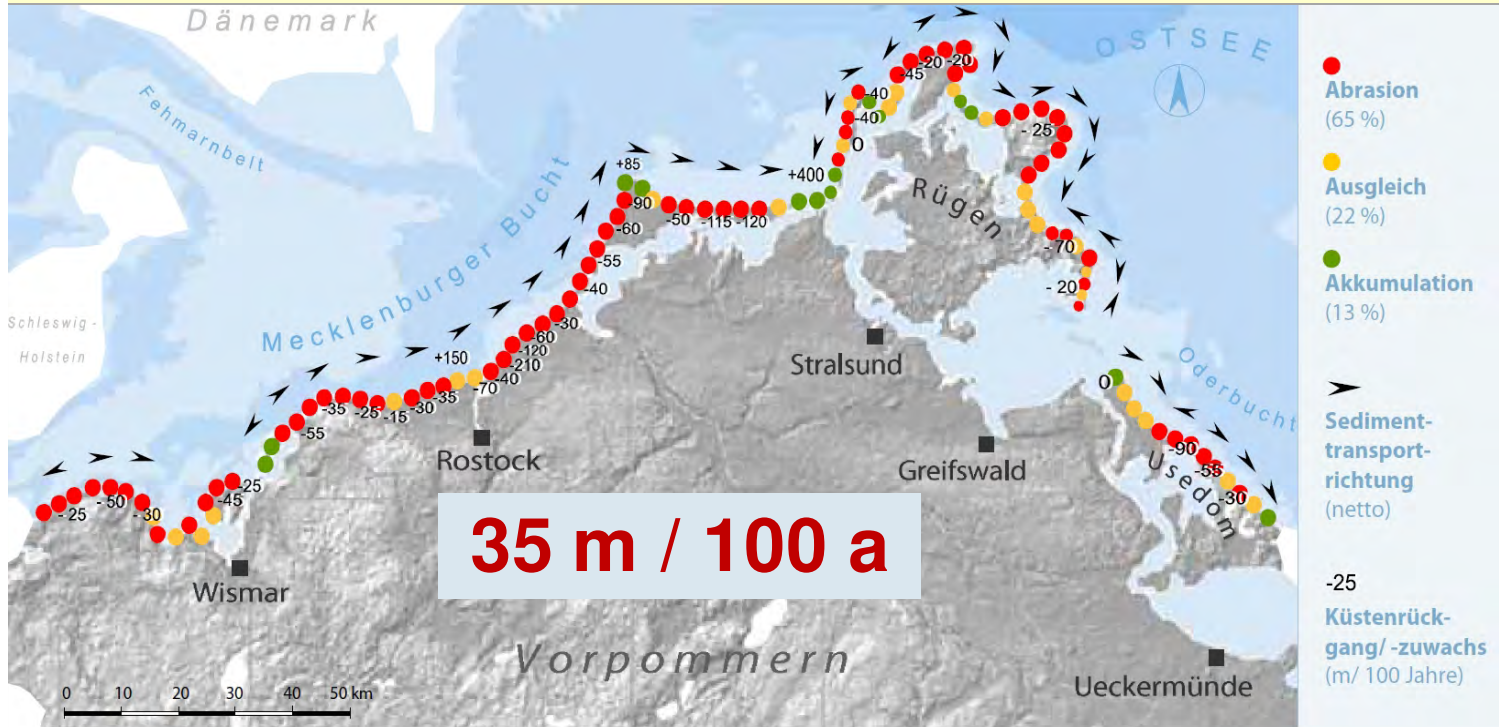 Dänemark
Fehmarnbelt
Mecklenburger Bucht
OSTSEE
Schleswig -
Holstein
Rügen
Oderbucht
Usedom
Stralsund
Greifswald
Rostock
Wismar
Ueckermünde
Vorpommern
35 m / 100 a
- 25
- 50
- 30
-45
-25
-55
-35
-25
-15
-30
-35
+150
-70
-40
-210
-120
-60
-30
-40
-55
-60
-90
+85
-50
-115
-120
+400
0
-40
-40
-45
-20
-20
- 25
- 70
- 20
0
-90
-55
-30
0 10 20 30 40 50 km
Abrasion
(65 %)
Ausgleich
(22 %)
Akkumulation
(13 %)
Sediment-
transport-
richtung
(netto)
-25
Küstenrück-
gang/ -zuwachs
(m/ 100 Jahre)